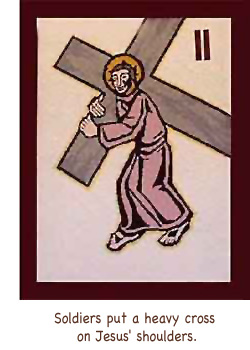 II
Soldiers put a heavy cross
on Jesus' shoulders.